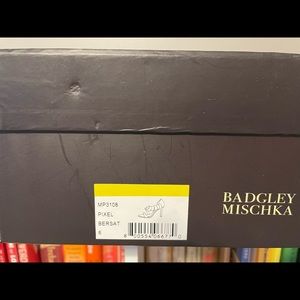 MP3108
PIXEL
BERSAT
6
BADGLEY
MISCHKA